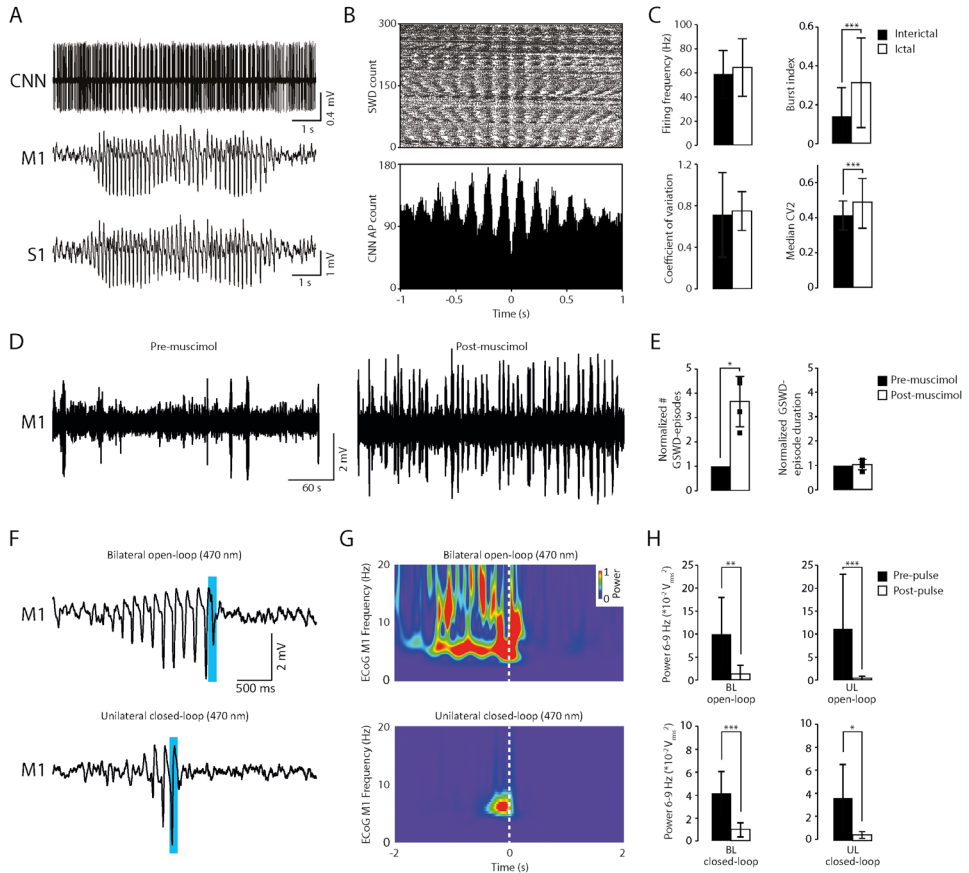 A
CNN
0.4 mV
1 s
M1
S1
1 mV
1 s
B
SWD count
300
150
0
CNN AP count
180
90
0
-1
-0.5
0
0.5
1
Time (s)
C
Interictal
Ictal
Firing frequency (Hz)
100
80
60
40
20
0
Burst index
0.6
0.4
0.2
0.0
***
Coefficient of variation
1.2
0.8
0.4
0
Median CV2
0.6
0.4
0.2
0
***
D
Pre-muscimol
Post-muscimol
M1
2 mV
60 s
E
Pre-muscimol
Post-muscimol
Normalized #
GSWD-episodes
5
4
3
2
1
0
*
Normalized GSWD-
episode duration
5
4
3
2
1
0
F
Bilateral open-loop (470 nm)
M1
2 mV
500 ms
Unilateral closed-loop (470 nm)
M1
G
Bilateral open-loop (470 nm)
ECoG M1 Frequency (Hz)
20
10
0
1
0
Power
Unilateral closed-loop (470 nm)
ECoG M1 Frequency (Hz)
20
10
0
-2
0
2
Time (s)
H
Pre-pulse
Post-pulse
Power 6-9 Hz (*10-2 Vrms2)
25
20
15
10
5
0
**
BL
open-loop
25
20
15
10
5
0
***
UL
open-loop
Power 6-9 Hz (*10-2 Vrms2)
10
8
6
4
2
0
***
BL
closed-loop
10
8
6
4
2
0
*
UL
closed-loop